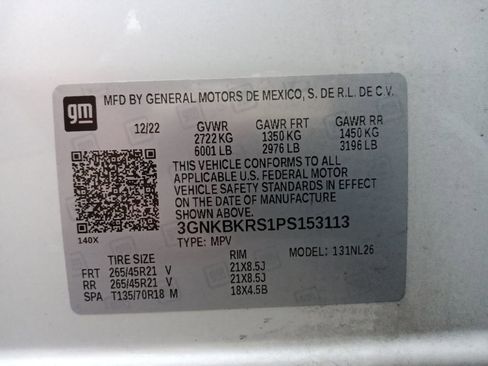 gm MFD BY GENERAL MOTORS DE MEXICO, S. DE R.L. DE C.V.
12/22 GVWR GAWR FRT GAWR RR
2722 KG 1350 KG 1450 KG
6001 LB 2976 LB 3196 LB
THIS VEHICLE CONFORMS TO ALL
APPLICABLE U.S. FEDERAL MOTOR
VEHICLE SAFETY STANDARDS IN EFFECT
ON THE DATE OF MANUFACTURE
SHOWN ABOVE.
3GNKBKRS1PS153113
140X TYPE: MPV MODEL: 131NL26
TIRE SIZE RIM
FRT 265/45R21 V 21X8.5J
RR 265/45R21 V 21X8.5J
SPA T135/70R18 M 18X4.5B